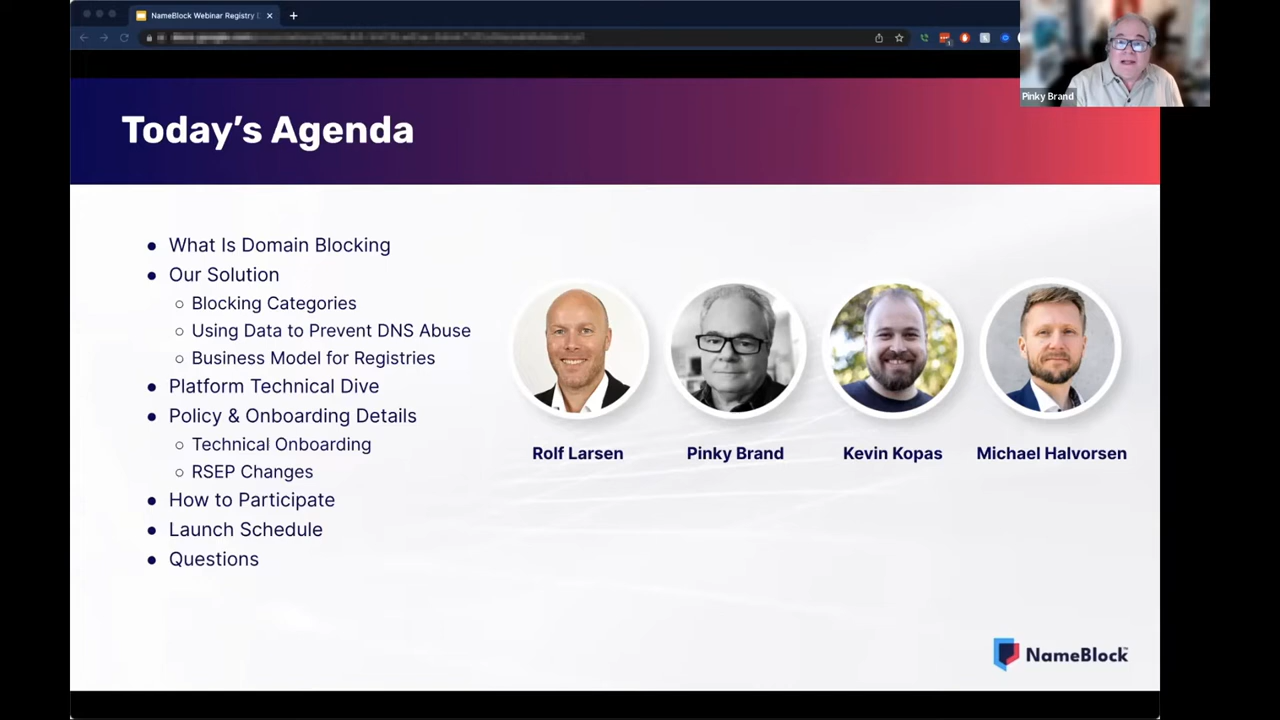 NameBlock Webinar Registry D
Pinky Brand
Today's Agenda
What Is Domain Blocking
Our Solution
Blocking Categories
Using Data to Prevent DNS Abuse
Business Model for Registries
Platform Technical Dive
Policy & Onboarding Details
Technical Onboarding
RSEP Changes
How to Participate
Launch Schedule
Questions
Rolf Larsen
Pinky Brand
Kevin Kopas
Michael Halvorsen
NameBlock